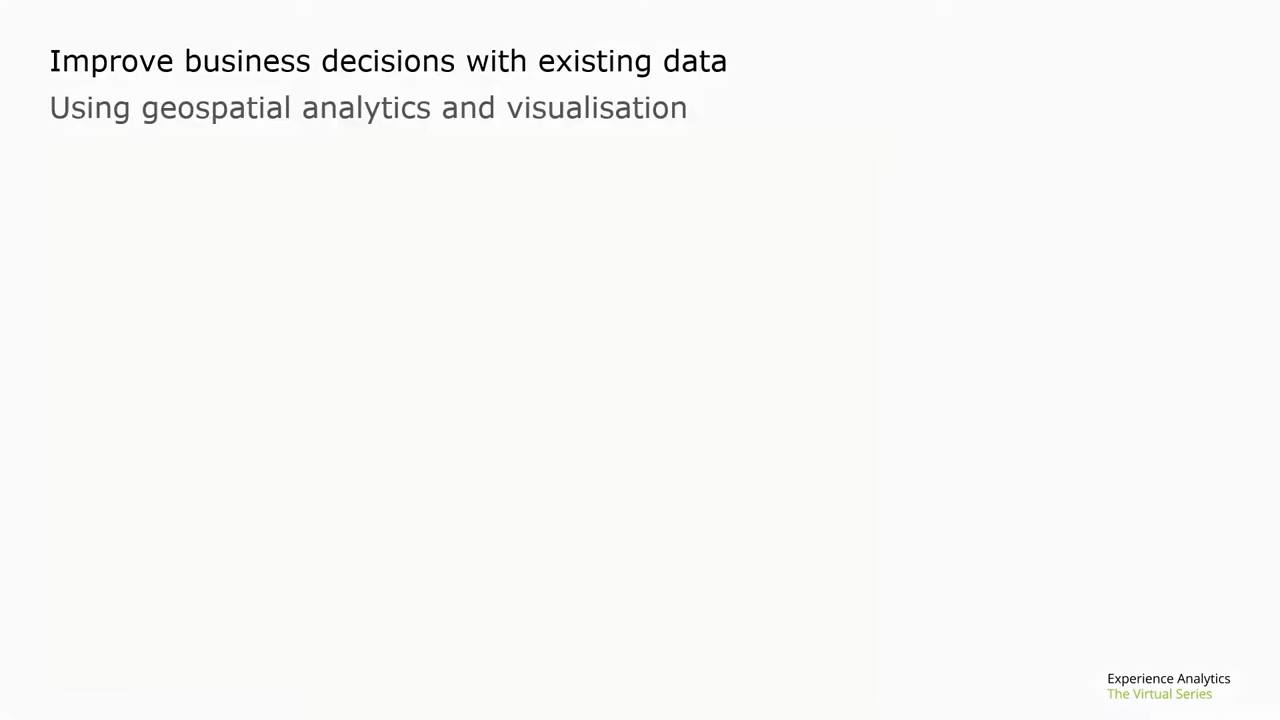 Improve business decisions with existing data
Using geospatial analytics and visualisation
Experience Analytics
The Virtual Series